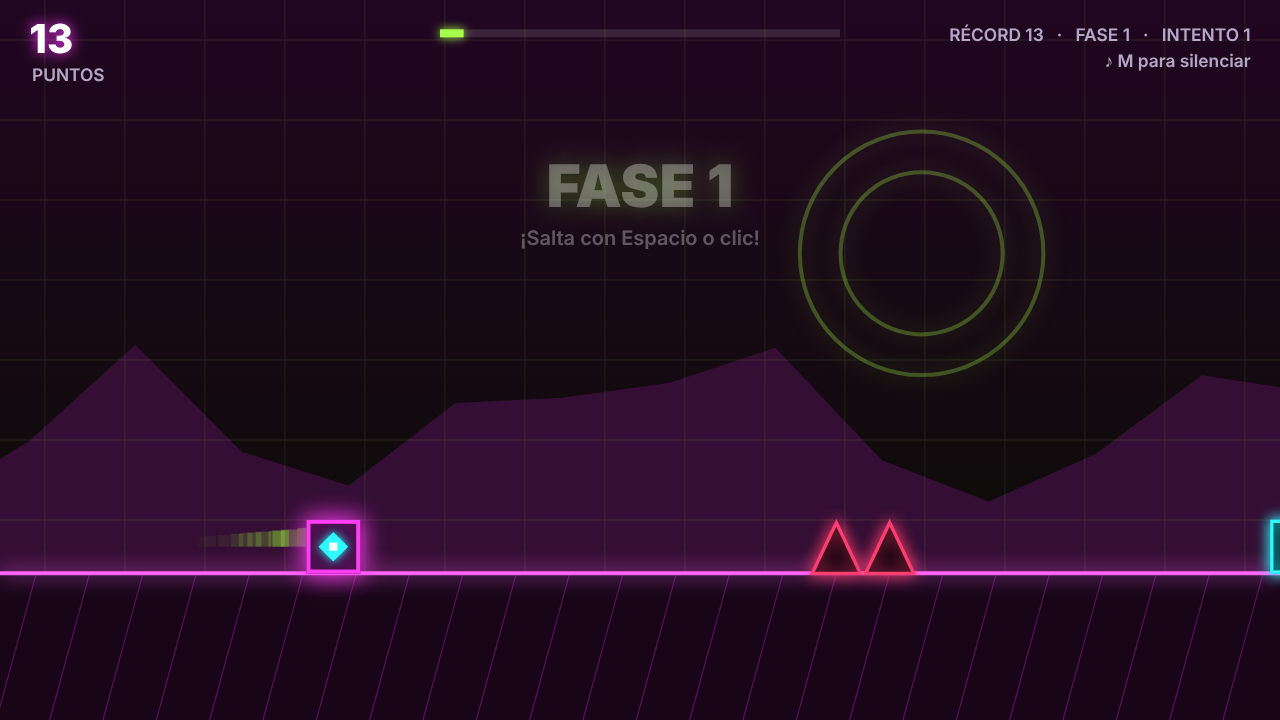 13
PUNTOS
RÉCORD 13 · FASE 1 · INTENTO 1
♪ M para silenciar
FASE 1
¡Salta con Espacio o clic!